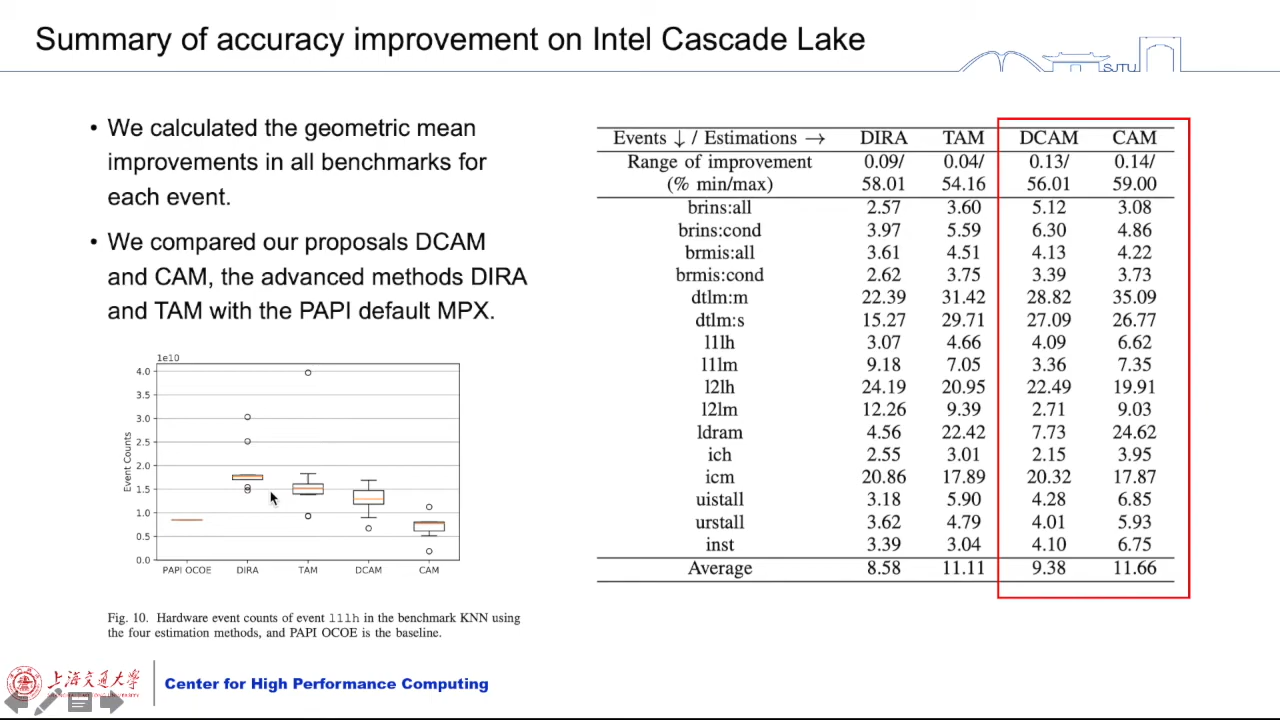 Summary of accuracy improvement on Intel Cascade Lake
SJTU
• We calculated the geometric mean
improvements in all benchmarks for
each event.
• We compared our proposals DCAM
and CAM, the advanced methods DIRA
and TAM with the PAPI default MPX.
1e10
4.0
3.5
3.0
2.5
2.0
1.5
1.0
0.5
0.0
Event Counts
PAPI OCOE DIRA TAM DCAM CAM
Fig. 10. Hardware event counts of event l1lh in the benchmark KNN using
the four estimation methods, and PAPI OCOE is the baseline.
Events ↓ / Estimations → DIRA TAM DCAM CAM
Range of improvement 0.09/ 0.04/ 0.13/ 0.14/
(% min/max) 58.01 54.16 56.01 59.00
brins:all 2.57 3.60 5.12 3.08
brins:cond 3.97 5.59 6.30 4.86
brmis:all 3.61 4.51 4.13 4.22
brmis:cond 2.62 3.75 3.39 3.73
dtlm:m 22.39 31.42 28.82 35.09
dtlm:s 15.27 29.71 27.09 26.77
l1lh 3.07 4.66 4.09 6.62
l1lm 9.18 7.05 3.36 7.35
l2lh 24.19 20.95 22.49 19.91
l2lm 12.26 9.39 2.71 9.03
ldram 4.56 22.42 7.73 24.62
ich 2.55 3.01 2.15 3.95
icm 20.86 17.89 20.32 17.87
uistall 3.18 5.90 4.28 6.85
urstall 3.62 4.79 4.01 5.93
inst 3.39 3.04 4.10 6.75
Average 8.58 11.11 9.38 11.66
上海交通大学
Center for High Performance Computing